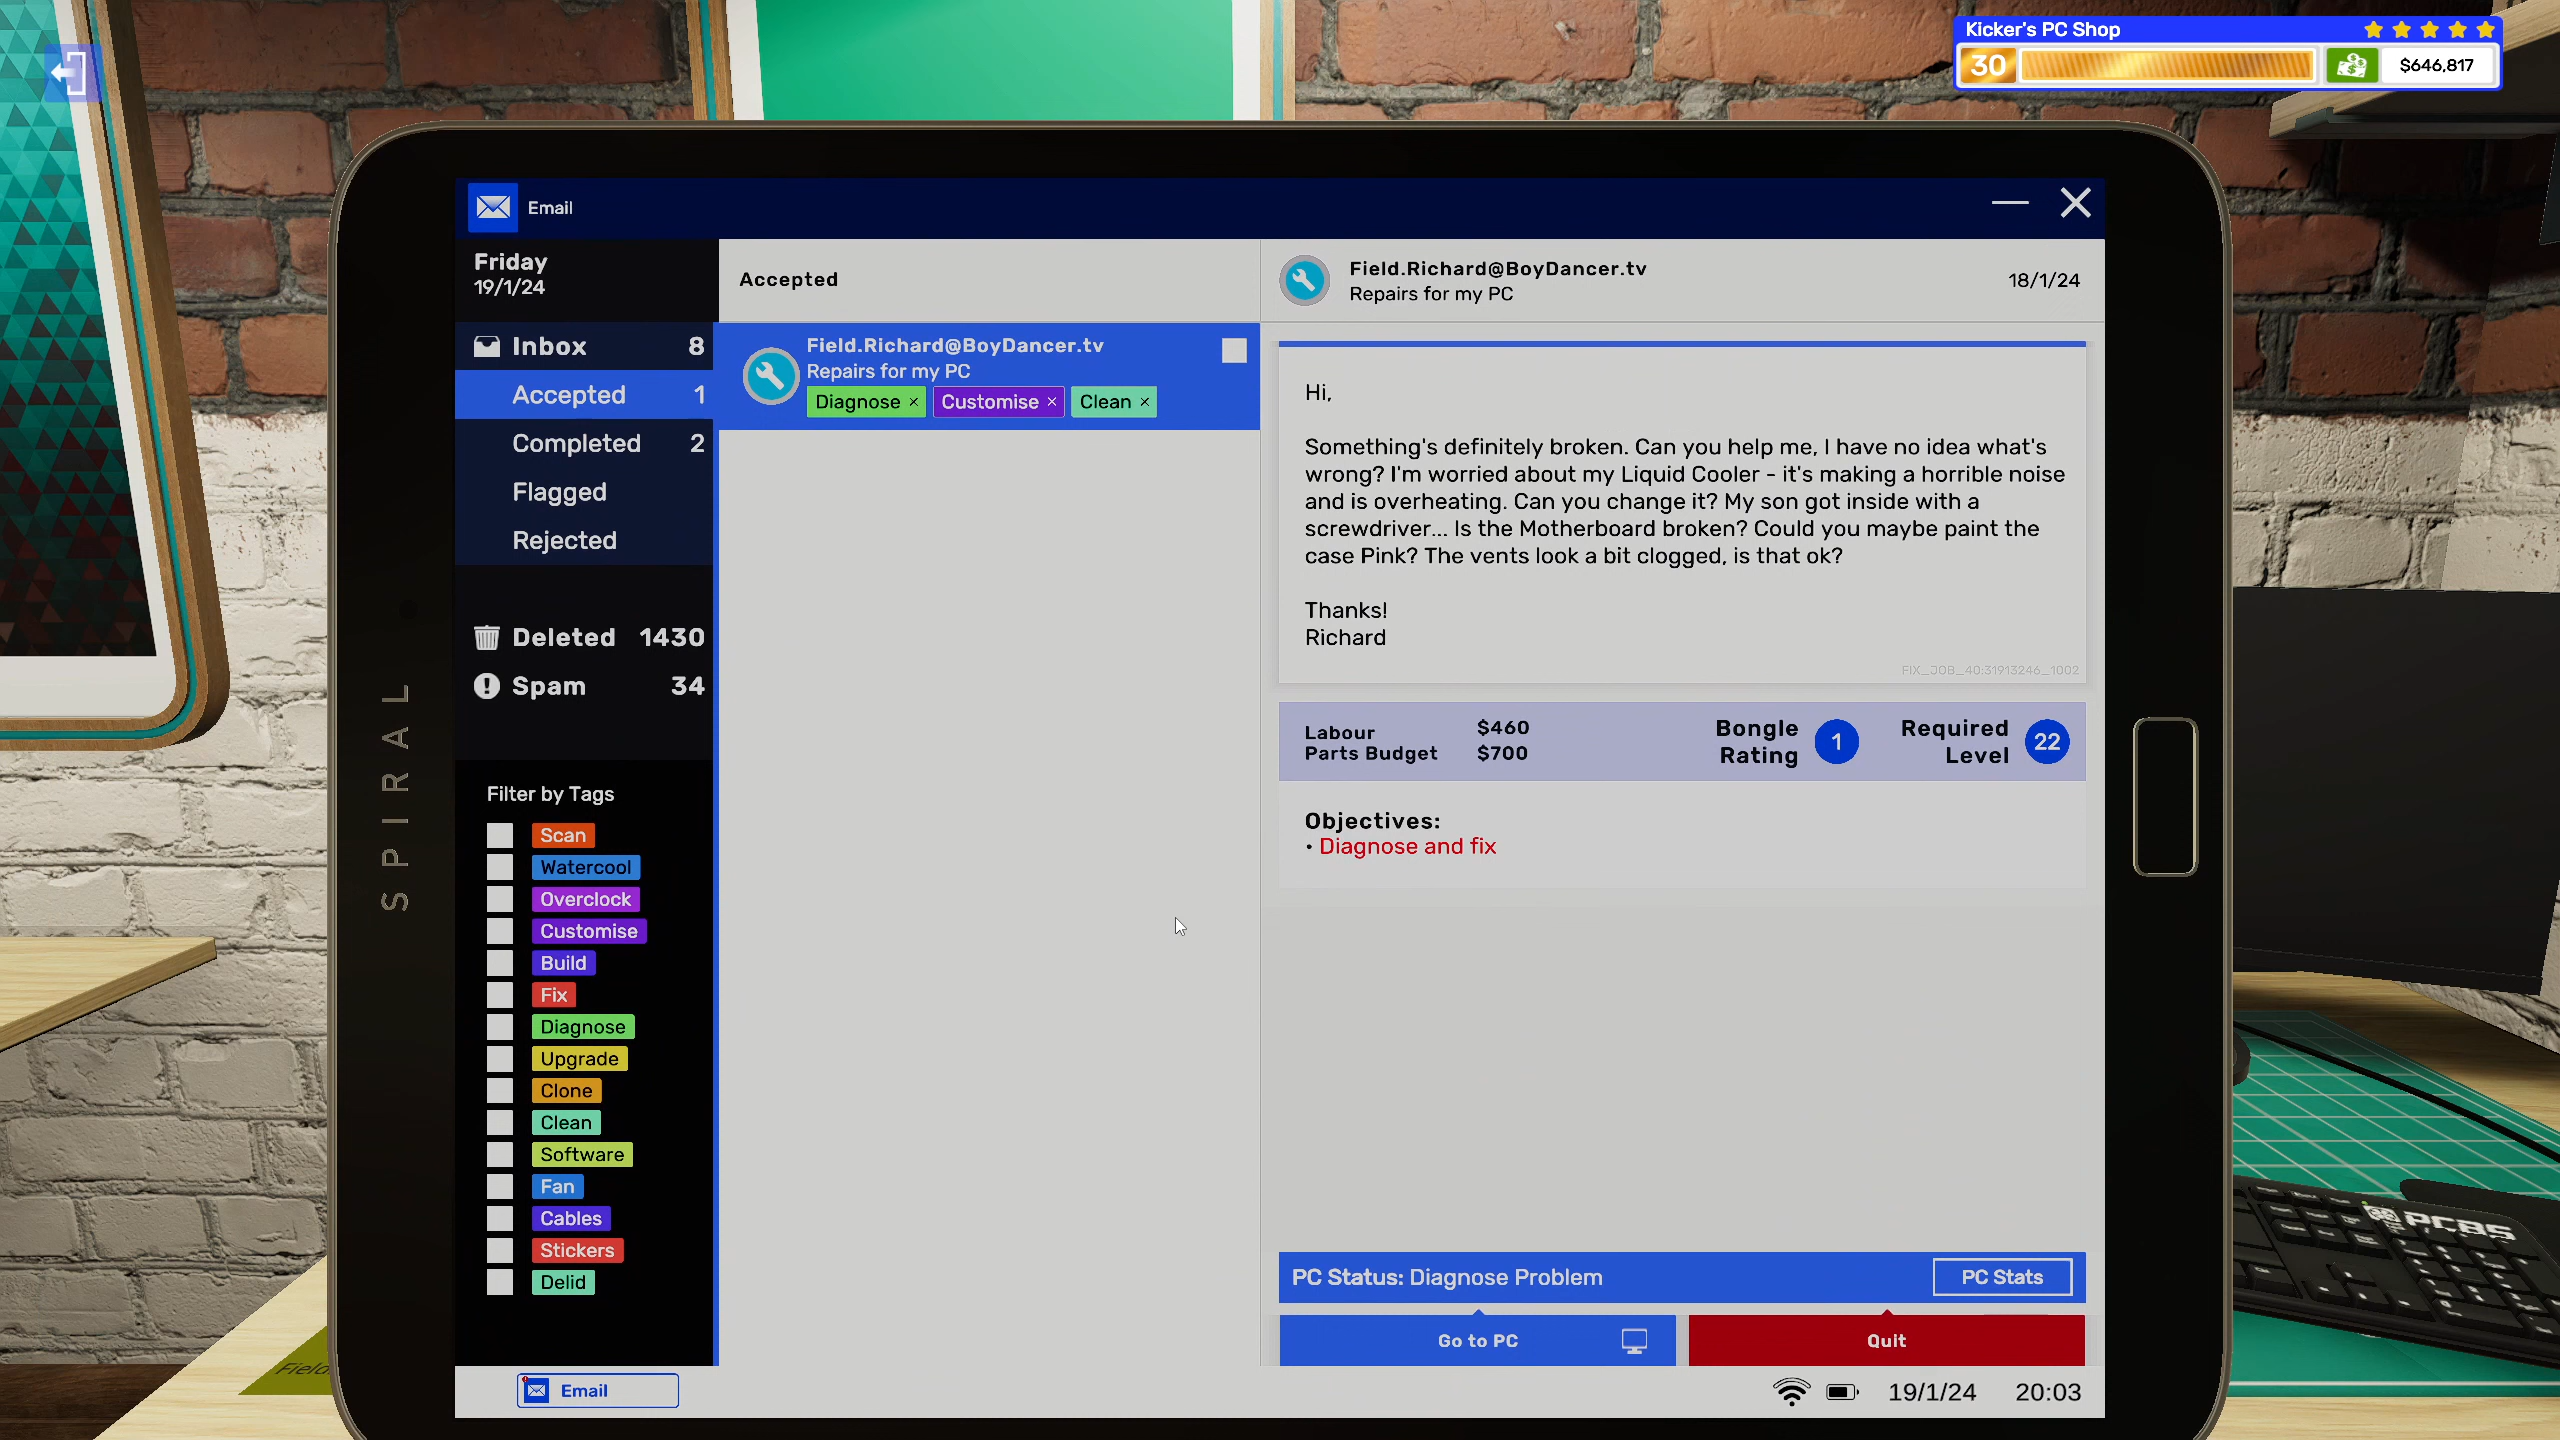 Kicker's PC Shop
30
$646,817
Email
Friday
19/1/24
Inbox 8
Accepted 1
Completed 2
Flagged
Rejected
Deleted 1430
Spam 34
Filter by Tags
Scan
Watercool
Overclock
Customise
Build
Fix
Diagnose
Upgrade
Clone
Clean
Software
Fan
Cables
Stickers
Delid
Accepted
Field.Richard@BoyDancer.tv
Repairs for my PC
Diagnose × Customise × Clean ×
Field.Richard@BoyDancer.tv
Repairs for my PC
18/1/24
Hi,
Something's definitely broken. Can you help me, I have no idea what's
wrong? I'm worried about my Liquid Cooler - it's making a horrible noise
and is overheating. Can you change it? My son got inside with a
screwdriver... Is the Motherboard broken? Could you maybe paint the
case Pink? The vents look a bit clogged, is that ok?
Thanks!
Richard
FIX_JOB_40:31913246_1002
Labour $460
Parts Budget $700
Bongle
Rating 1
Required
Level 22
Objectives:
• Diagnose and fix
PC Status: Diagnose Problem
PC Stats
Go to PC
Quit
Email
19/1/24 20:03
SPIRAL
Field
PCBS